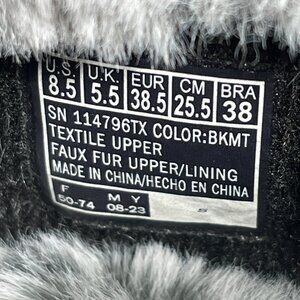 U.S. U.K. EUR CM BRA
8.5 5.5 38.5 25.5 38
SN 114796TX COLOR:BKMT
TEXTILE UPPER
FAUX FUR UPPER/LINING
MADE IN CHINA/HECHO EN CHINA
F M Y
50-74 08-23